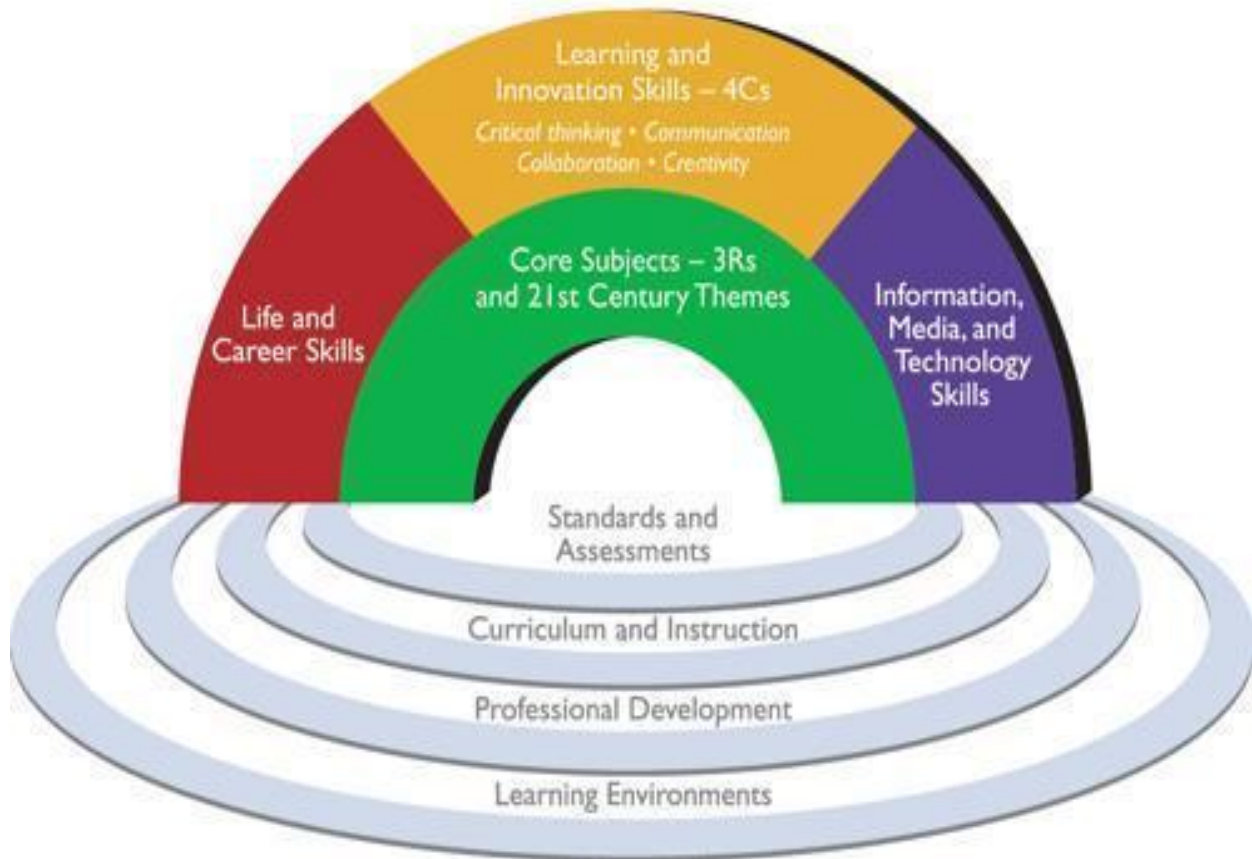 Learning and
Innovation Skills – 4Cs
Critical thinking • Communication
Collaboration • Creativity
Core Subjects – 3Rs
and 21st Century Themes
Life and
Career Skills
Information,
Media, and
Technology
Skills
Standards and
Assessments
Curriculum and Instruction
Professional Development
Learning Environments